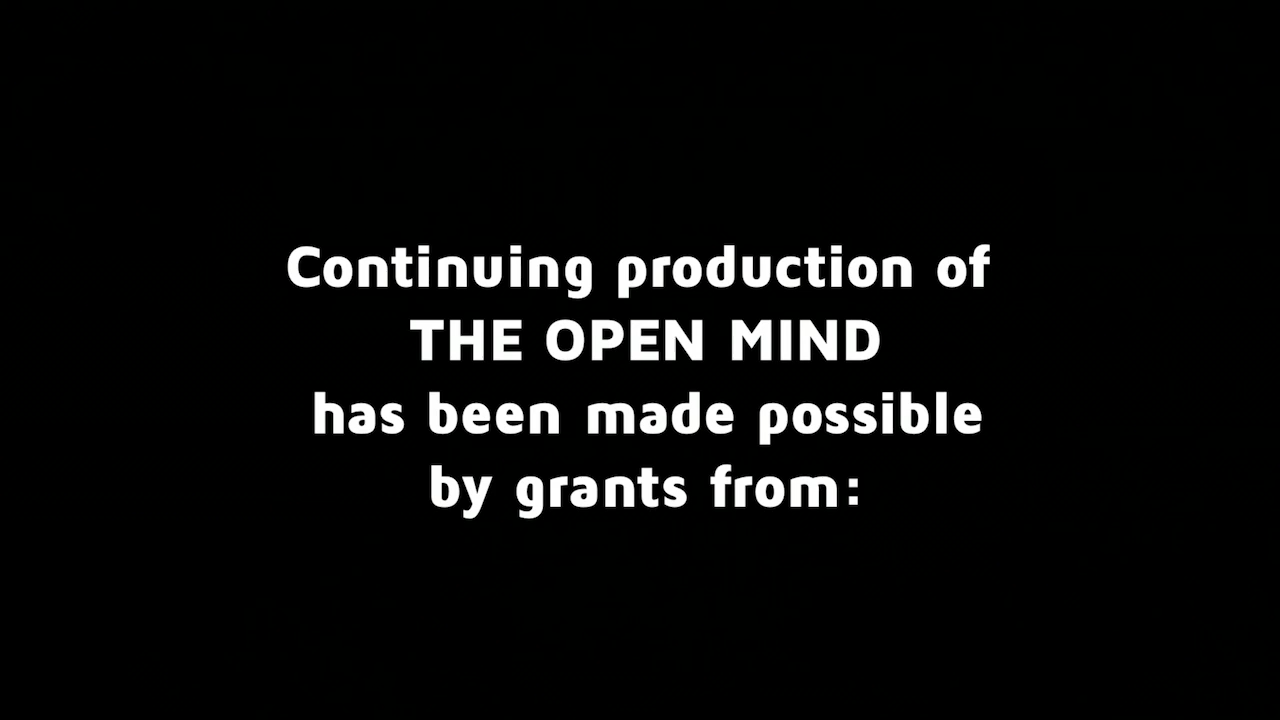 Continuing production of
THE OPEN MIND
has been made possible
by grants from: